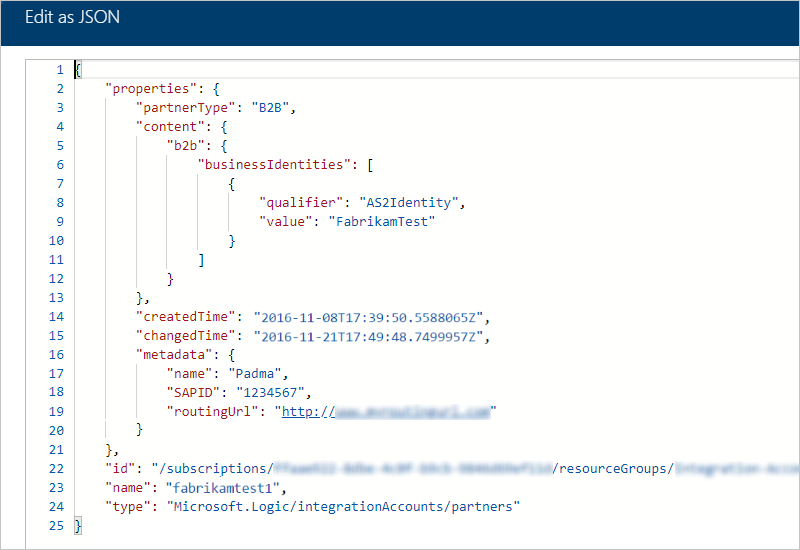 Edit as JSON
1 {
2 "properties": {
3 "partnerType": "B2B",
4 "content": {
5 "b2b": {
6 "businessIdentities": [
7 {
8 "qualifier": "AS2Identity",
9 "value": "FabrikamTest"
10 }
11 ]
12 }
13 },
14 "createdTime": "2016-11-08T17:39:50.5588065Z",
15 "changedTime": "2016-11-21T17:49:48.7499957Z",
16 "metadata": {
17 "name": "Padma",
18 "SAPID": "1234567",
19 "routingUrl": "http://"
20 }
21 },
22 "id": "/subscriptions/ /resourceGroups/
23 "name": "fabrikamtest1",
24 "type": "Microsoft.Logic/integrationAccounts/partners"
25 }